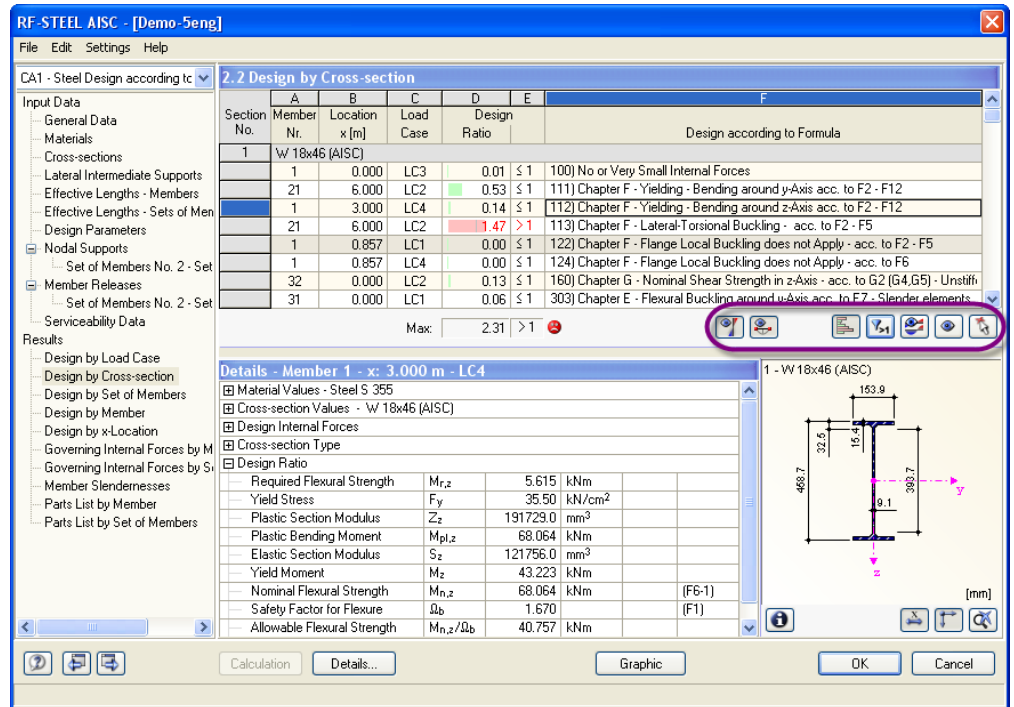 RF-STEEL AISC - [Demo-5eng]
File Edit Settings Help
CA1 - Steel Design according tc
Input Data
General Data
Materials
Cross-sections
Lateral Intermediate Supports
Effective Lengths - Members
Effective Lengths - Sets of Men
Design Parameters
Nodal Supports
Set of Members No. 2 - Set
Member Releases
Set of Members No. 2 - Set
Serviceability Data
Results
Design by Load Case
Design by Cross-section
Design by Set of Members
Design by Member
Design by x-Location
Governing Internal Forces by M
Governing Internal Forces by S
Member Slendernesses
Parts List by Member
Parts List by Set of Members
2.2 Design by Cross-section
A B C D E F
Section Member Location Load Design
No. Nr. x [m] Case Ratio Design according to Formula
1 W 18x46 (AISC)
1 0.000 LC3 0.01 ≤ 1 100) No or Very Small Internal Forces
21 6.000 LC2 0.53 ≤ 1 111) Chapter F - Yielding - Bending around y-Axis acc. to F2 - F12
1 3.000 LC4 0.14 ≤ 1 112) Chapter F - Yielding - Bending around z-Axis acc. to F2 - F12
21 6.000 LC2 1.47 > 1 113) Chapter F - Lateral-Torsional Buckling - acc. to F2 - F5
1 0.857 LC1 0.00 ≤ 1 122) Chapter F - Flange Local Buckling does not Apply - acc. to F2 - F5
1 0.857 LC4 0.00 ≤ 1 124) Chapter F - Flange Local Buckling does not Apply - acc. to F6
32 0.000 LC2 0.13 ≤ 1 160) Chapter G - Nominal Shear Strength in z-Axis - acc. to G2 (G4,G5) - Unstiff
31 0.000 LC1 0.06 ≤ 1 303) Chapter E - Flexural Buckling around y-Axis acc. to E7 - Slender elements
Max: 2.31 > 1
Details - Member 1 - x: 3.000 m - LC4
Material Values - Steel S 355
Cross-section Values - W 18x46 (AISC)
Design Internal Forces
Cross-section Type
Design Ratio
Required Flexural Strength Mr,z 5.615 kNm
Yield Stress Fy 35.50 kN/cm2
Plastic Section Modulus Zz 191729.0 mm3
Plastic Bending Moment Mpl,z 68.064 kNm
Elastic Section Modulus Sz 121756.0 mm3
Yield Moment Mz 43.223 kNm
Nominal Flexural Strength Mn,z 68.064 kNm (F6-1)
Safety Factor for Flexure Ωb 1.670 (F1)
Allowable Flexural Strength Mn,z/Ωb 40.757 kNm
1 - W 18x46 (AISC)
153.9
32.5
15.4
458.7
393.7
9.1
y
z
[mm]
Calculation Details... Graphic OK Cancel